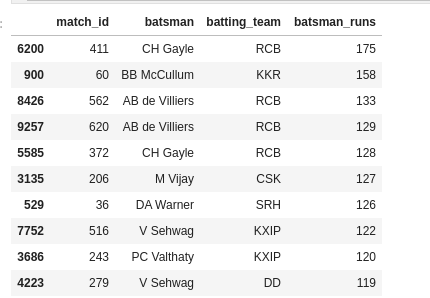 match_id batsman batting_team batsman_runs
6200 411 CH Gayle RCB 175
900 60 BB McCullum KKR 158
8426 562 AB de Villiers RCB 133
9257 620 AB de Villiers RCB 129
5585 372 CH Gayle RCB 128
3135 206 M Vijay CSK 127
529 36 DA Warner SRH 126
7752 516 V Sehwag KXIP 122
3686 243 PC Valthaty KXIP 120
4223 279 V Sehwag DD 119